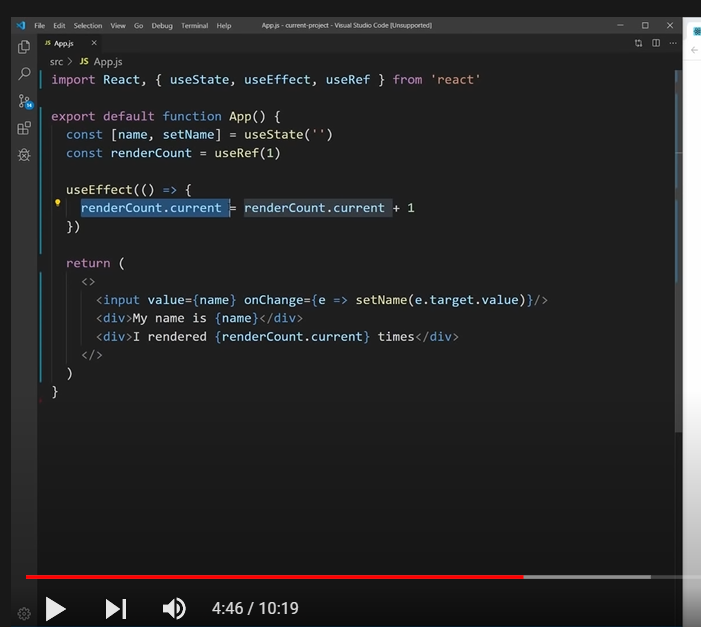 File Edit Selection View Go Debug Terminal Help App.js - current-project - Visual Studio Code [Unsupported]
JS App.js ×
src > JS App.js
import React, { useState, useEffect, useRef } from 'react'
export default function App() {
const [name, setName] = useState('')
const renderCount = useRef(1)
useEffect(() => {
renderCount.current = renderCount.current + 1
})
return (
<>
<input value={name} onChange={e => setName(e.target.value)}/>
<div>My name is {name}</div>
<div>I rendered {renderCount.current} times</div>
</>
)
}
4:46 / 10:19